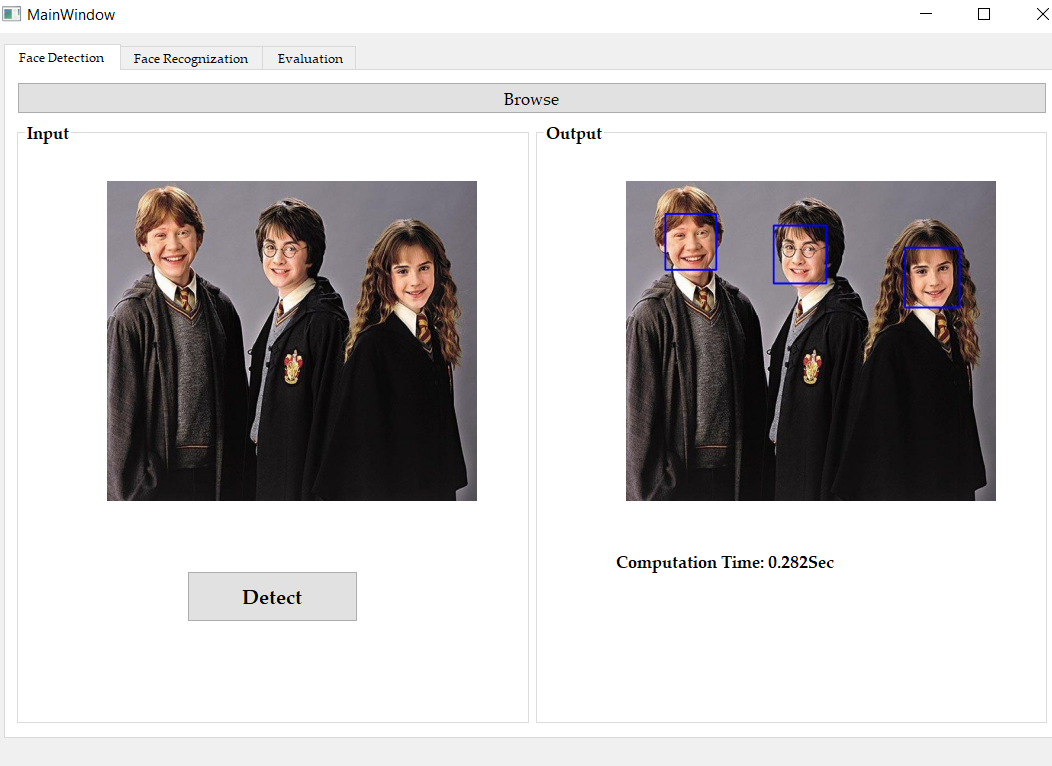 MainWindow
Face Detection
Face Recognization
Evaluation
Browse
Input
Output
Computation Time: 0.282Sec
Detect